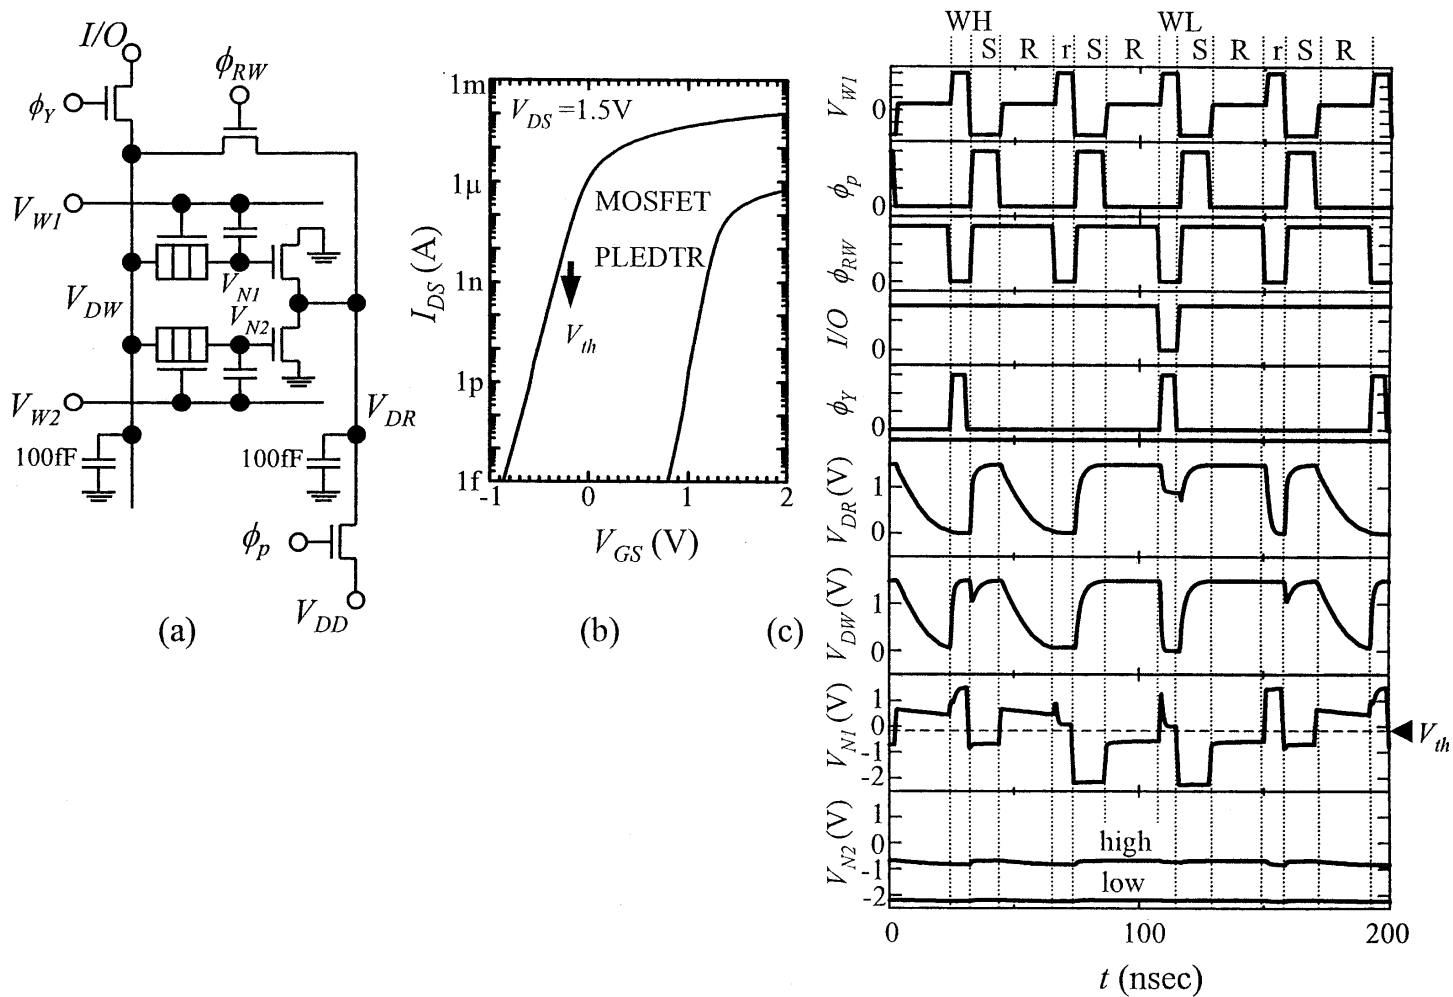 I/O
ϕY
ϕRW
VW1
VN1
VDW
VN2
VW2
VDR
100fF
100fF
ϕp
VDD
(a)
VDS =1.5V
MOSFET
PLEDTR
Vth
1m
1μ
1n
1p
1f
IDS (A)
-1 0 1 2
VGS (V)
(b)
(c)
WH WL
S R r S R S R r S R
VW1
0
ϕp
0
ϕRW
0
I/O
0
ϕY
0
VDR (V)
1
0
VDW (V)
1
0
VN1 (V)
1
0
-1
-2
Vth
VN2 (V)
1
0
-1
-2
high
low
0 100 200
t (nsec)